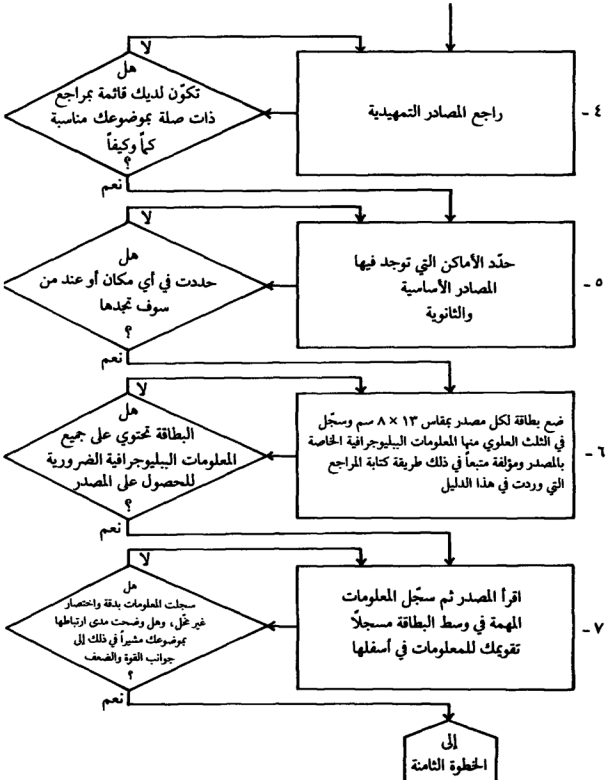 ٤ -
راجع المصادر التمهيدية
لا
هل
تكوّن لديك قائمة بمراجع
ذات صلة بموضوعك مناسبة
كماً وكيفاً
؟
نعم
٥ -
حدّد الأماكن التي توجد فيها
المصادر الأساسية
والثانوية
لا
هل
حددت في أي مكان أو عند من
سوف تجدها
؟
نعم
٦ -
ضع بطاقة لكل مصدر بمقاس ١٣ × ٨ سم وسجّل
في الثلث العلوي منها المعلومات الببليوجرافية الخاصة
بالمصدر ومؤلفة متبعاً في ذلك طريقة كتابة المراجع
التي وردت في هذا الدليل
لا
هل
البطاقة تحتوي على جميع
المعلومات الببليوجرافية الضرورية
للحصول على المصدر
؟
نعم
٧ -
اقرأ المصدر ثم سجّل المعلومات
المهمة في وسط البطاقة مسجلاً
تقويمك للمعلومات في أسفلها
لا
هل
سجلت المعلومات بدقة واختصار
غير مخل، وهل وضحت مدى ارتباطها
بموضوعك مشيراً في ذلك إلى
جوانب القوة والضعف
؟
نعم
إلى
الخطوة الثامنة